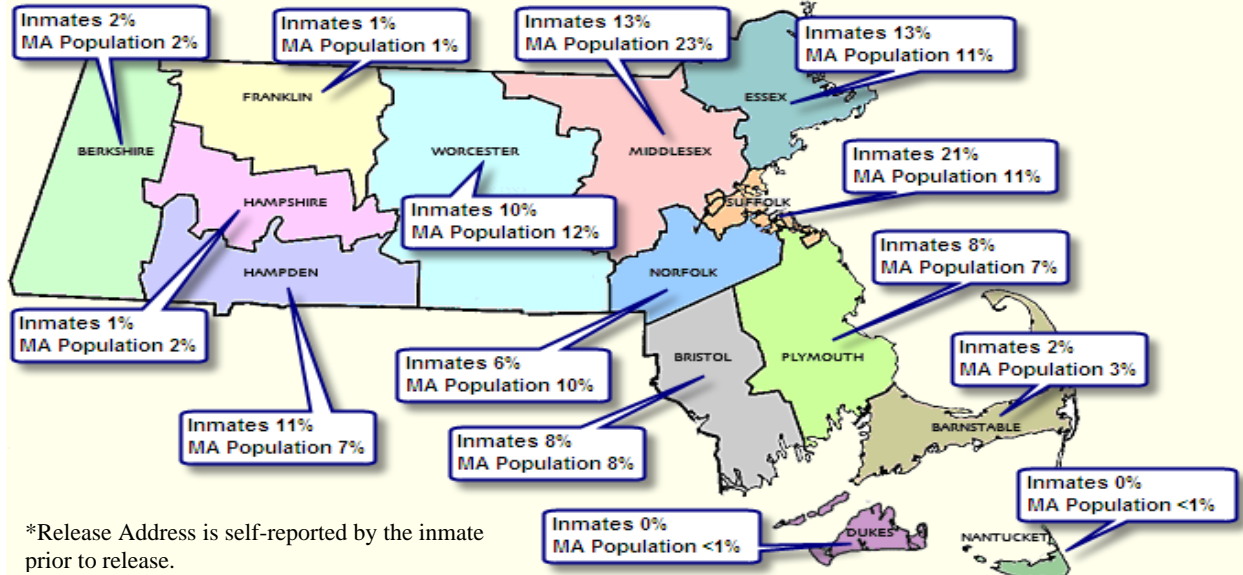 Inmates 2%
MA Population 2%
Inmates 1%
MA Population 1%
Inmates 13%
MA Population 23%
Inmates 13%
MA Population 11%
FRANKLIN
ESSEX
BERKSHIRE
WORCESTER
MIDDLESEX
Inmates 21%
MA Population 11%
HAMPSHIRE
SUFFOLK
Inmates 10%
MA Population 12%
HAMPDEN
NORFOLK
Inmates 8%
MA Population 7%
Inmates 1%
MA Population 2%
Inmates 6%
MA Population 10%
BRISTOL
PLYMOUTH
Inmates 2%
MA Population 3%
Inmates 11%
MA Population 7%
Inmates 8%
MA Population 8%
BARNSTABLE
Inmates 0%
MA Population <1%
*Release Address is self-reported by the inmate
prior to release.
Inmates 0%
MA Population <1%
DUKES
NANTUCKET